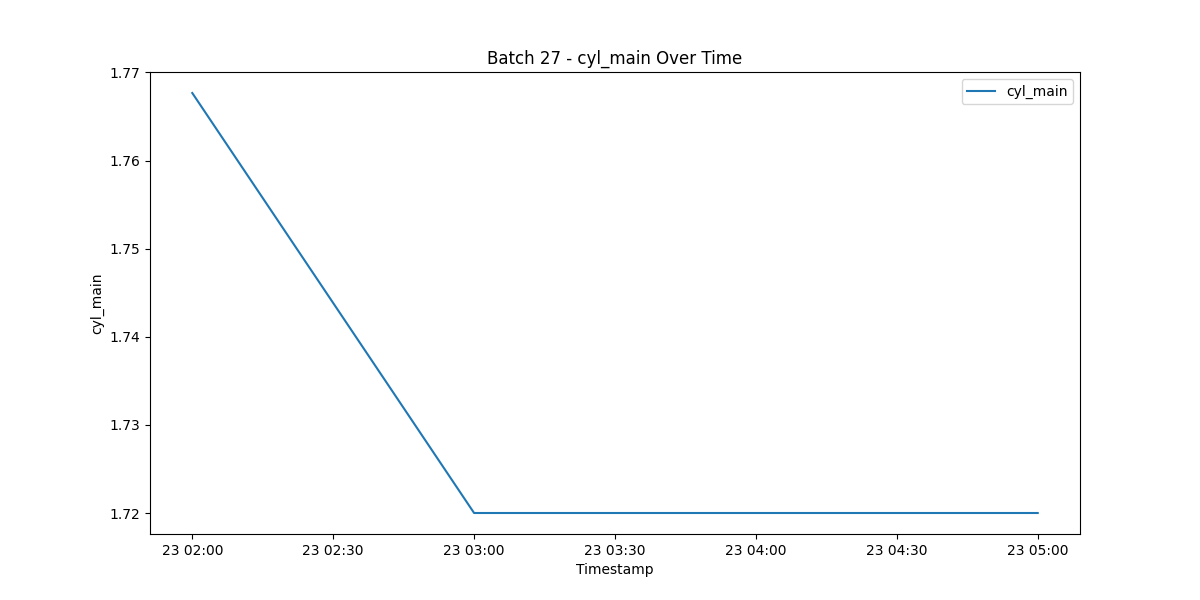 Batch 27 - cyl_main Over Time
cyl_main
1.77
1.76
1.75
1.74
1.73
1.72
cyl_main
23 02:00 23 02:30 23 03:00 23 03:30 23 04:00 23 04:30 23 05:00
Timestamp